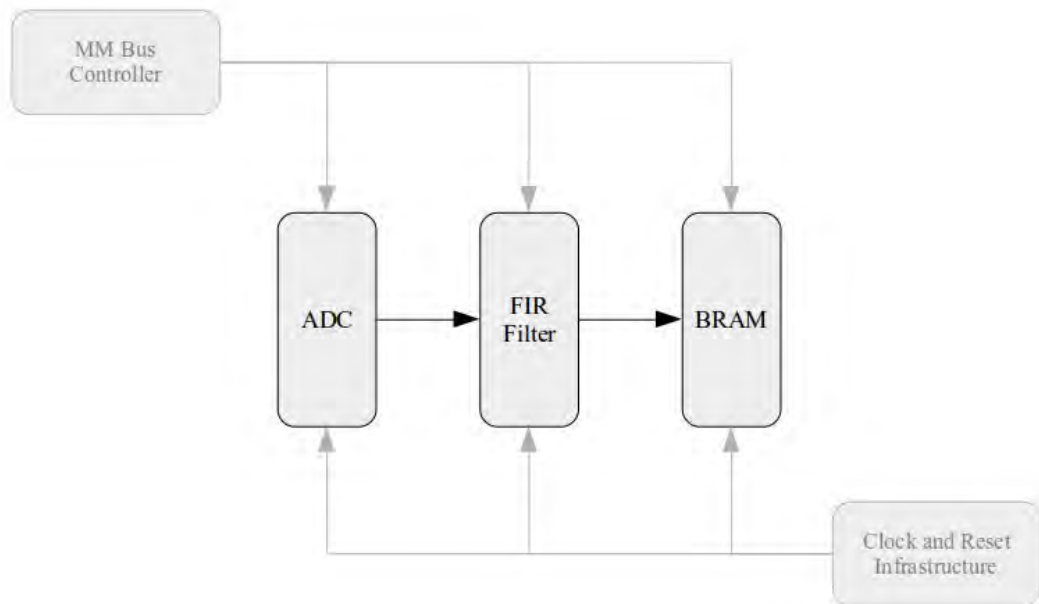 MM Bus
Controller
ADC
FIR
Filter
BRAM
Clock and Reset
Infrastructure